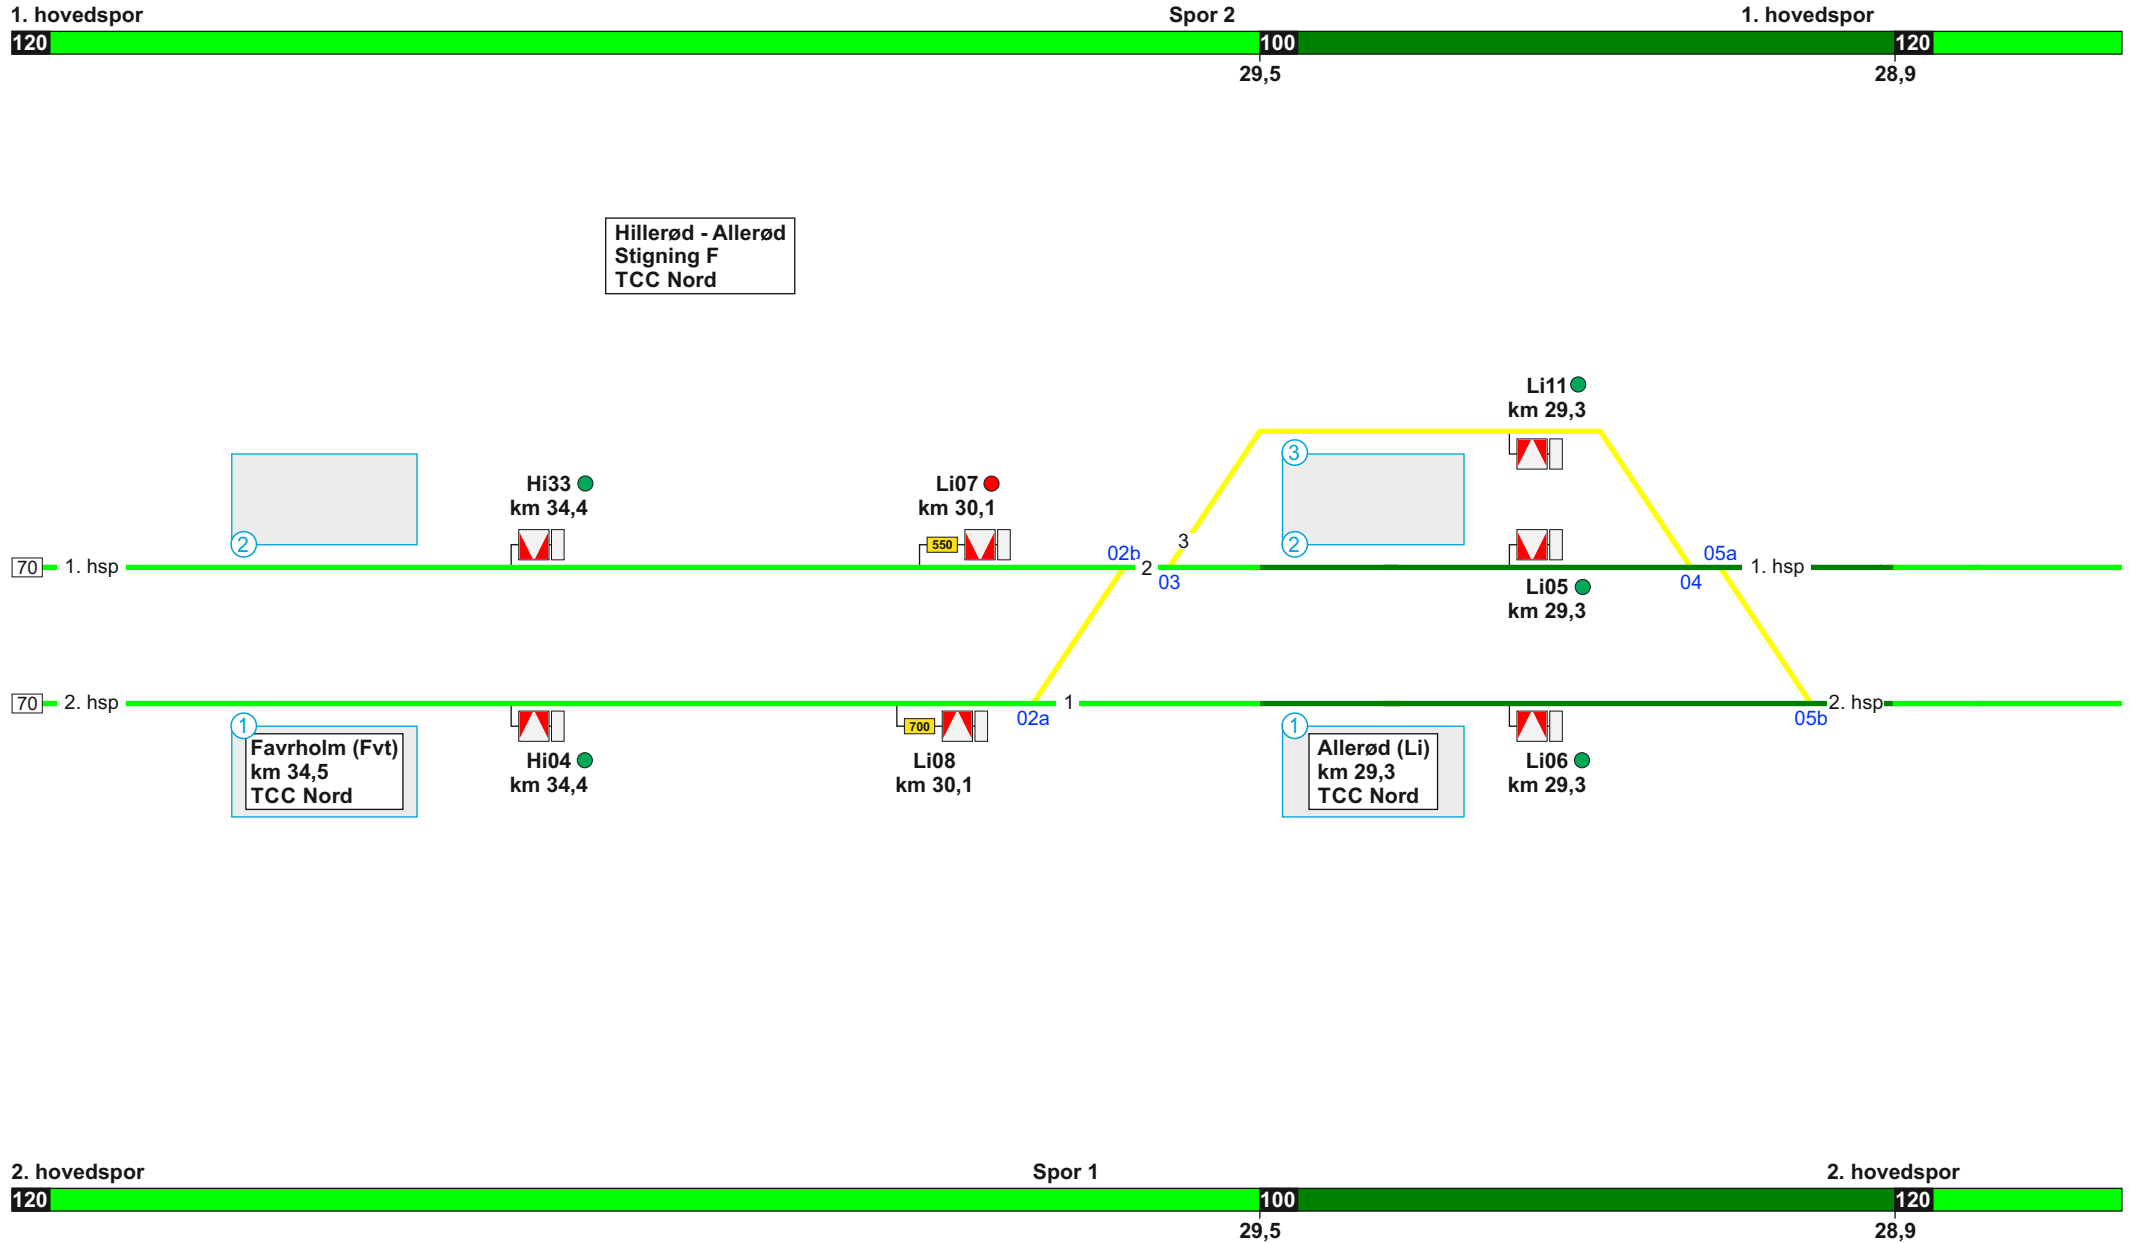 1. hovedspor
Spor 2
1. hovedspor
120
100
120
29,5
28,9
Hillerød - Allerød
Stigning F
TCC Nord
Li11
km 29,3
3
Hi33
km 34,4
Li07
km 30,1
550
2
2
02b
3
05a
70
1. hsp
2
03
04
1. hsp
Li05
km 29,3
70
2. hsp
1
02a
05b
2. hsp
1
Favrholm (Fvt)
km 34,5
TCC Nord
Hi04
km 34,4
700
Li08
km 30,1
1
Allerød (Li)
km 29,3
TCC Nord
Li06
km 29,3
2. hovedspor
Spor 1
2. hovedspor
120
100
120
29,5
28,9